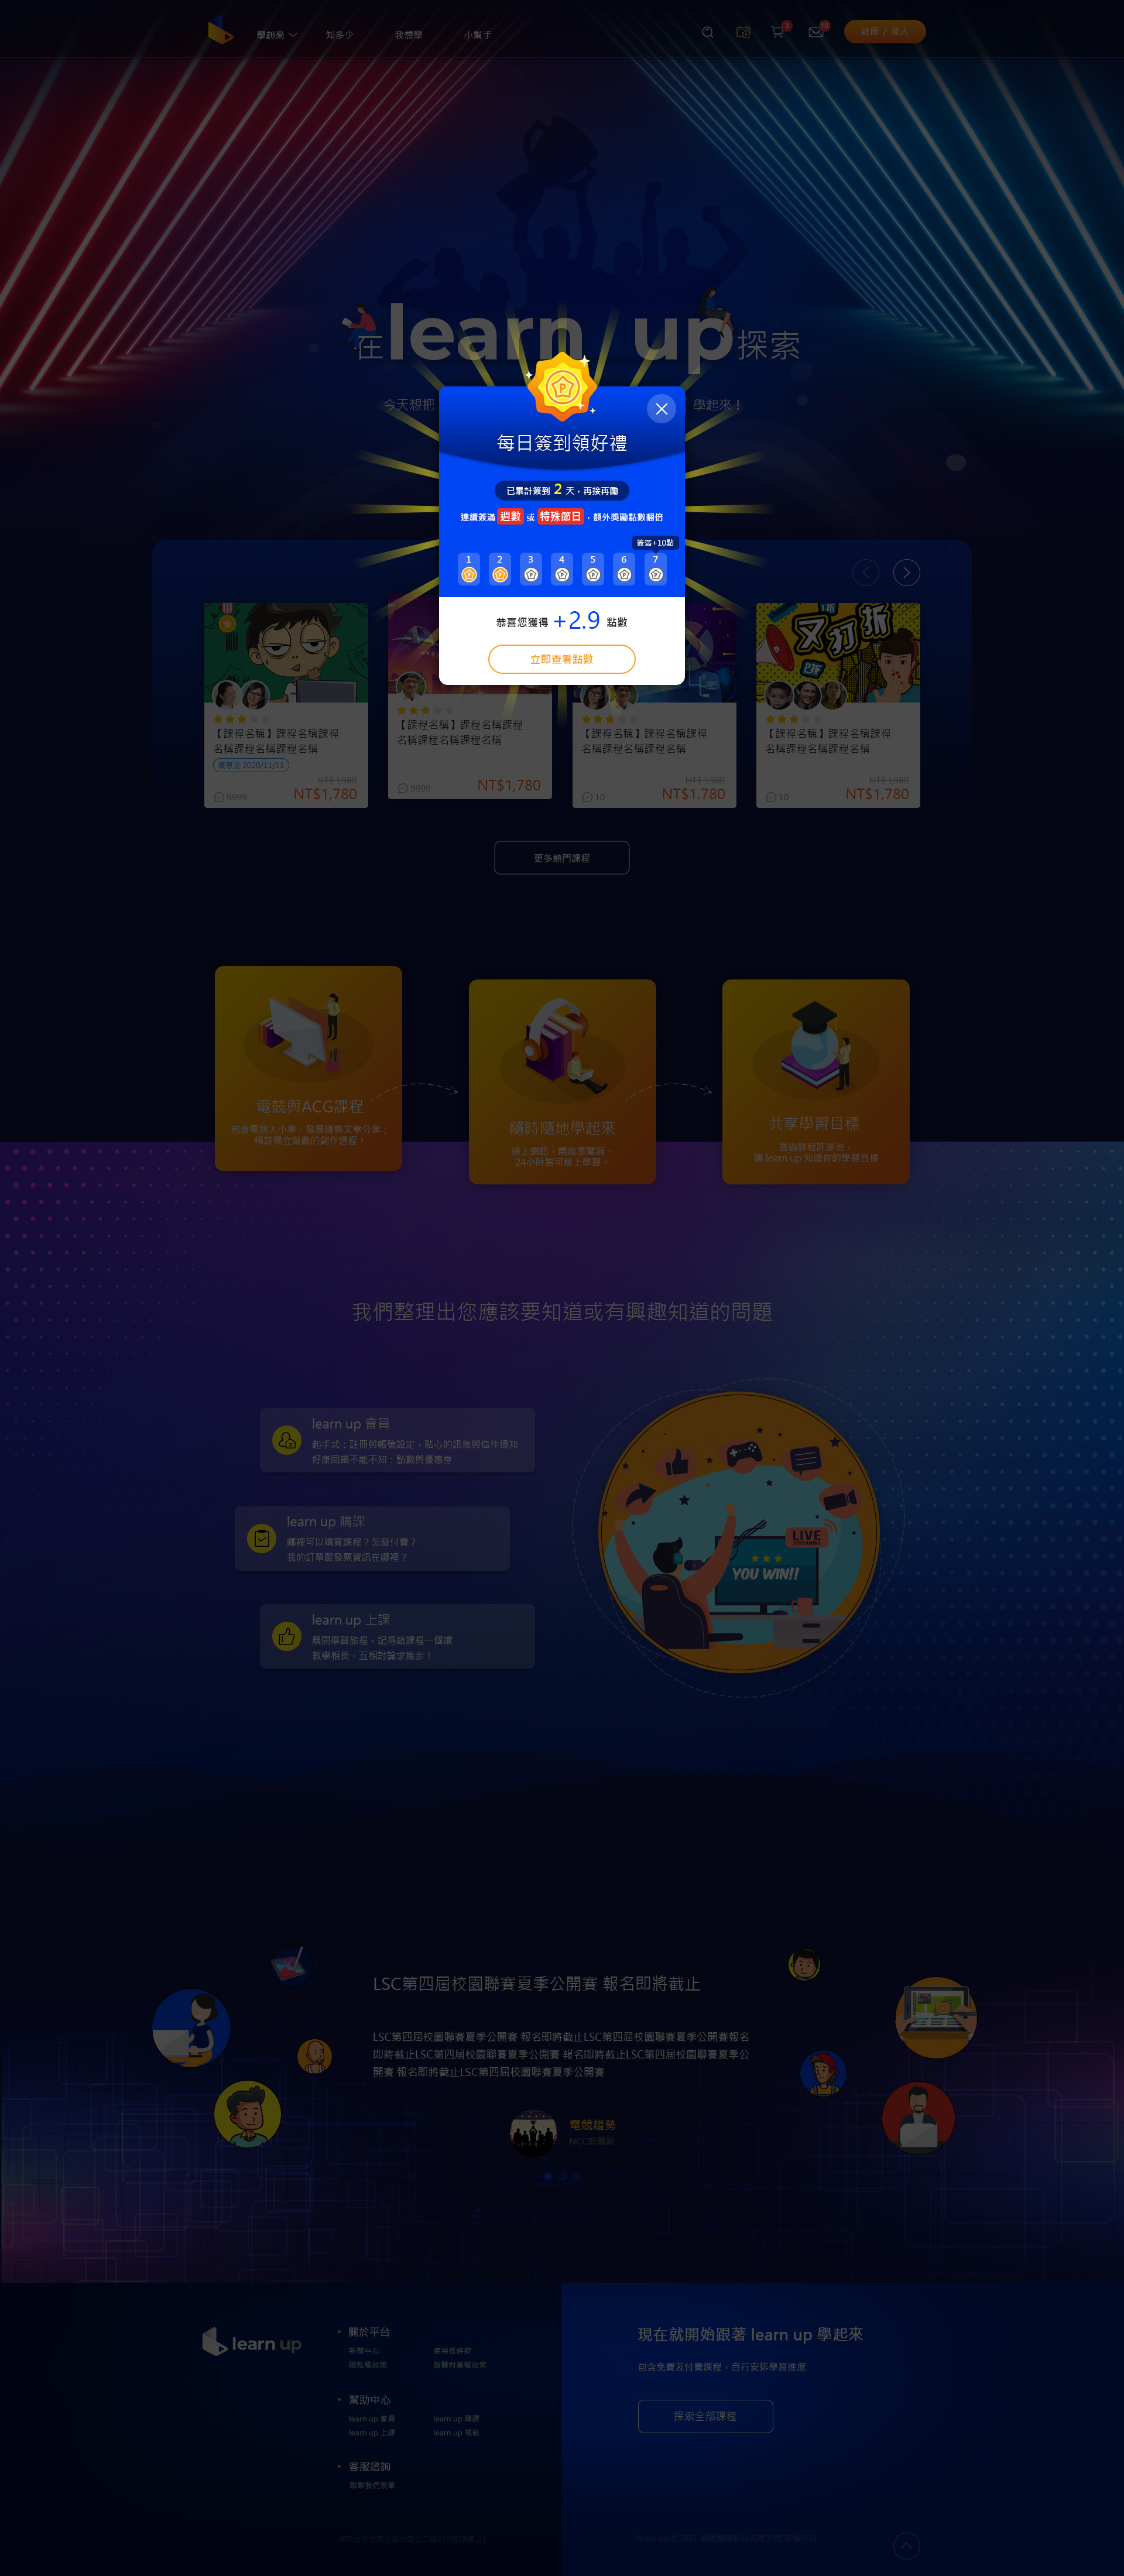 學起來
知多少
我想學
小幫手
3
10
註冊 / 登入
在learn up探索
今天想把
學起來！
P
每日簽到領好禮
已累計簽到 2 天，再接再勵
連續簽滿 週數 或 特殊節日，額外獎勵點數翻倍
簽滿+10點
1 2 3 4 5 6 7
恭喜您獲得 +2.9 點數
立即查看點數
【課程名稱】課程名稱課程
名稱課程名稱課程名稱
優惠至 2020/11/11
NT$ 1,980
9999
NT$1,780
【課程名稱】課程名稱課程
名稱課程名稱課程名稱
9999
NT$1,780
【課程名稱】課程名稱課程
名稱課程名稱課程名稱
NT$ 1,980
10
NT$1,780
又打折
2折
【課程名稱】課程名稱課程
名稱課程名稱課程名稱
NT$ 1,980
10
NT$1,780
更多熱門課程
電競與ACG課程
包含電競大小事、發展趨勢文章分享；
標誌獨立遊戲的創作過程。
隨時隨地學起來
連上網路，開啟瀏覽器，
24小時皆可線上學習。
共享學習目標
透過課程許願池，
讓 learn up 知道你的學習目標
我們整理出您應該要知道或有興趣知道的問題
learn up 會員
起手式：註冊與帳號設定，貼心的訊息與信件通知
好康回饋不能不知：點數與優惠券
learn up 購課
哪裡可以購買課程？怎麼付費？
我的訂單跟發票資訊在哪裡？
learn up 上課
展開學習旅程，記得給課程一個讚
教學相長，互相討論求進步！
LIVE
STREAMING
YOU WIN!!
LSC第四屆校園聯賽夏季公開賽 報名即將截止
LSC第四屆校園聯賽夏季公開賽 報名即將截止LSC第四屆校園聯賽夏季公開賽報名
即將截止LSC第四屆校園聯賽夏季公開賽 報名即將截止LSC第四屆校園聯賽夏季公
開賽 報名即將截止LSC第四屆校園聯賽夏季公開賽
電競趨勢
NCC新聞網
learn up
關於平台
新聞中心
使用者條款
隱私權政策
智慧財產權政策
幫助中心
learn up 會員
learn up 購課
learn up 上課
learn up 規範
客服諮詢
聯繫我們表單
現在就開始跟著 learn up 學起來
包含免費及付費課程，自行安排學習進度
探索全部課程